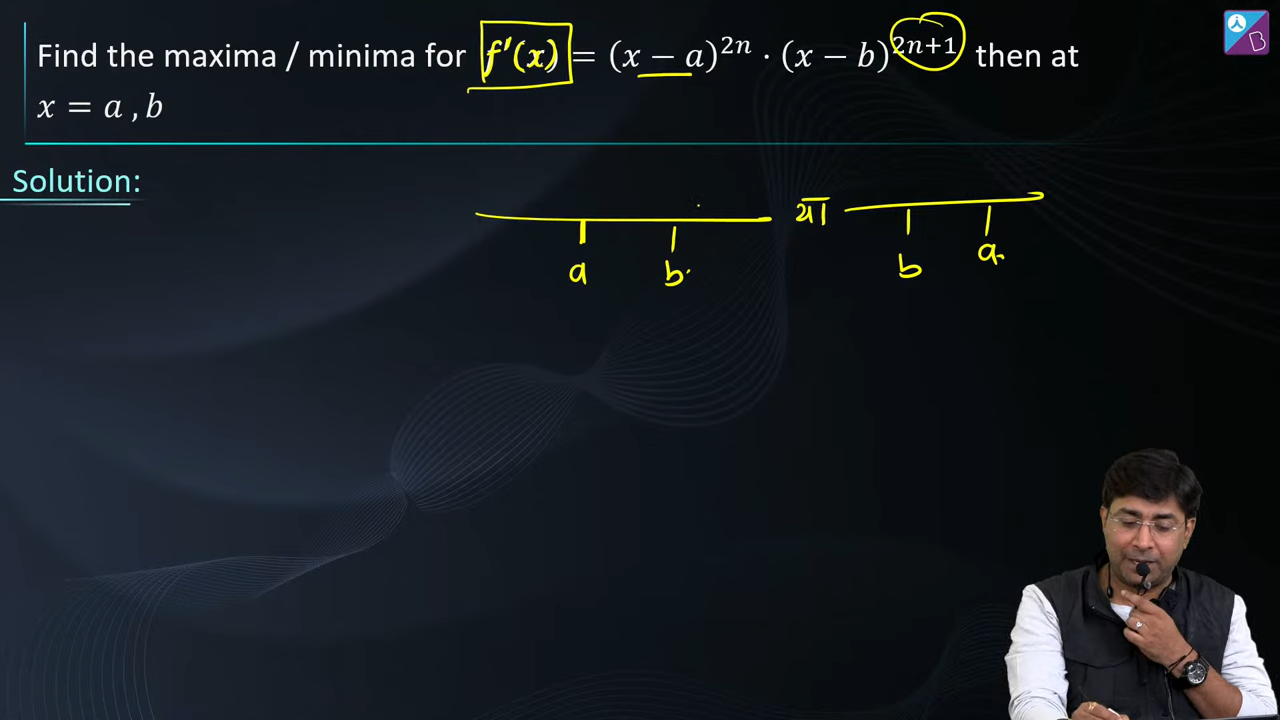 Find the maxima / minima for f'(x) = (x − a)²ⁿ · (x − b)²ⁿ⁺¹ then at
x = a , b
Solution:
या
a b b a